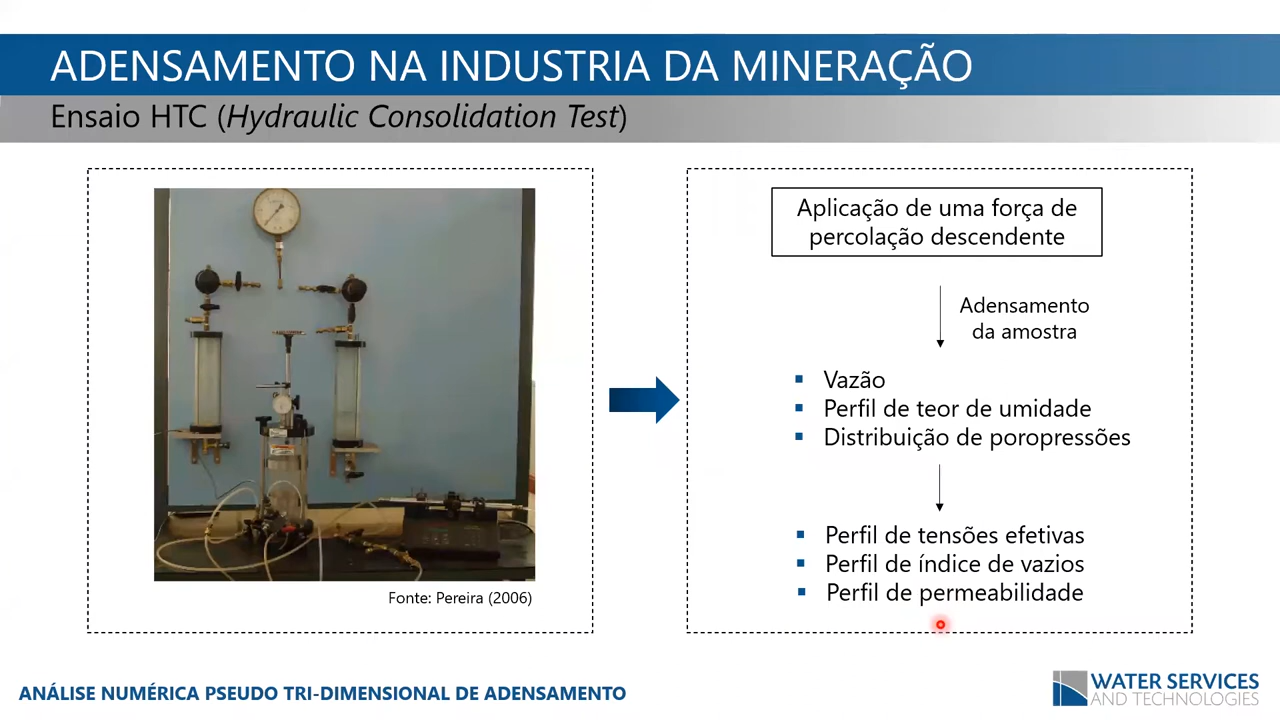 ADENSAMENTO NA INDUSTRIA DA MINERAÇÃO
Ensaio HTC (Hydraulic Consolidation Test)
Fonte: Pereira (2006)
Aplicação de uma força de
percolação descendente
Adensamento
da amostra
Vazão
Perfil de teor de umidade
Distribuição de poropressões
Perfil de tensões efetivas
Perfil de índice de vazios
Perfil de permeabilidade
ANÁLISE NUMÉRICA PSEUDO TRI-DIMENSIONAL DE ADENSAMENTO
WATER SERVICES
AND TECHNOLOGIES